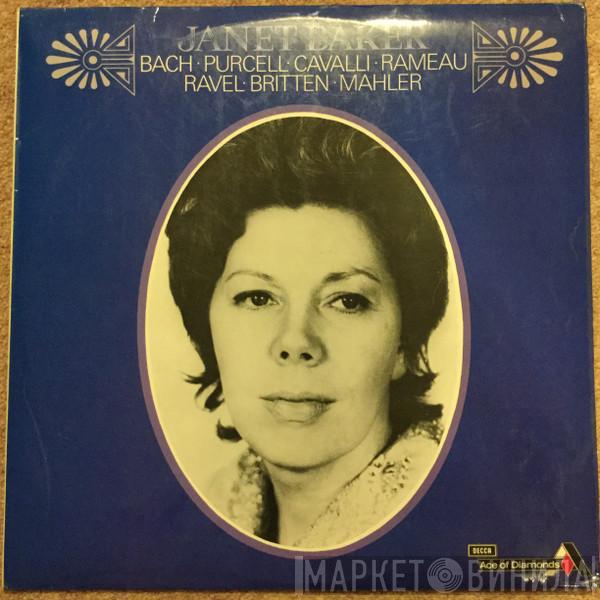 JANET BAKER
BACH · PURCELL · CAVALLI · RAMEAU
RAVEL · BRITTEN · MAHLER
DECCA
Ace of Diamonds
МАРКЕТ ВИНИЛА